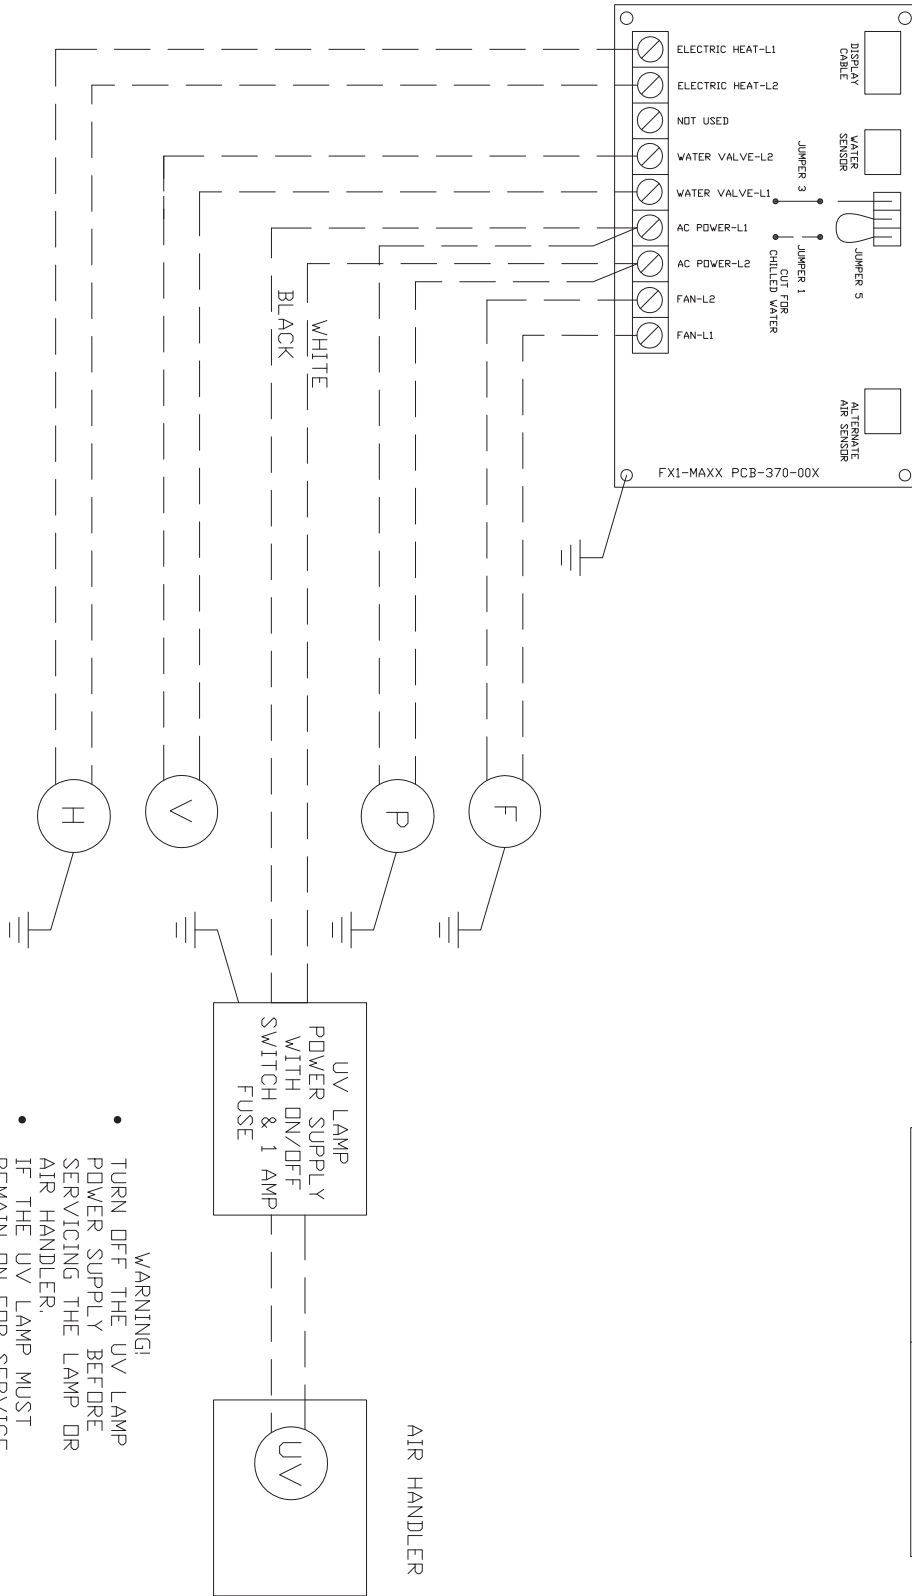 DISPLAY
CABLE
WATER
SENSOR
JUMPER 3
JUMPER 5
JUMPER 1
CUT FOR
CHILLED WATER
ALTERNATE
AIR SENSOR
ELECTRIC HEAT-L1
ELECTRIC HEAT-L2
NOT USED
WATER VALVE-L2
WATER VALVE-L1
AC POWER-L1
AC POWER-L2
FAN-L2
FAN-L1
FX1-MAXX PCB-370-00X
WHITE
BLACK
F
P
V
H
UV LAMP
POWER SUPPLY
WITH ON/OFF
SWITCH & 1 AMP
FUSE
AIR HANDLER
UV
WARNING!
• TURN OFF THE UV LAMP
POWER SUPPLY BEFORE
SERVICING THE LAMP OR
AIR HANDLER.
• IF THE UV LAMP MUST
REMAIN ON FOR SERVICE